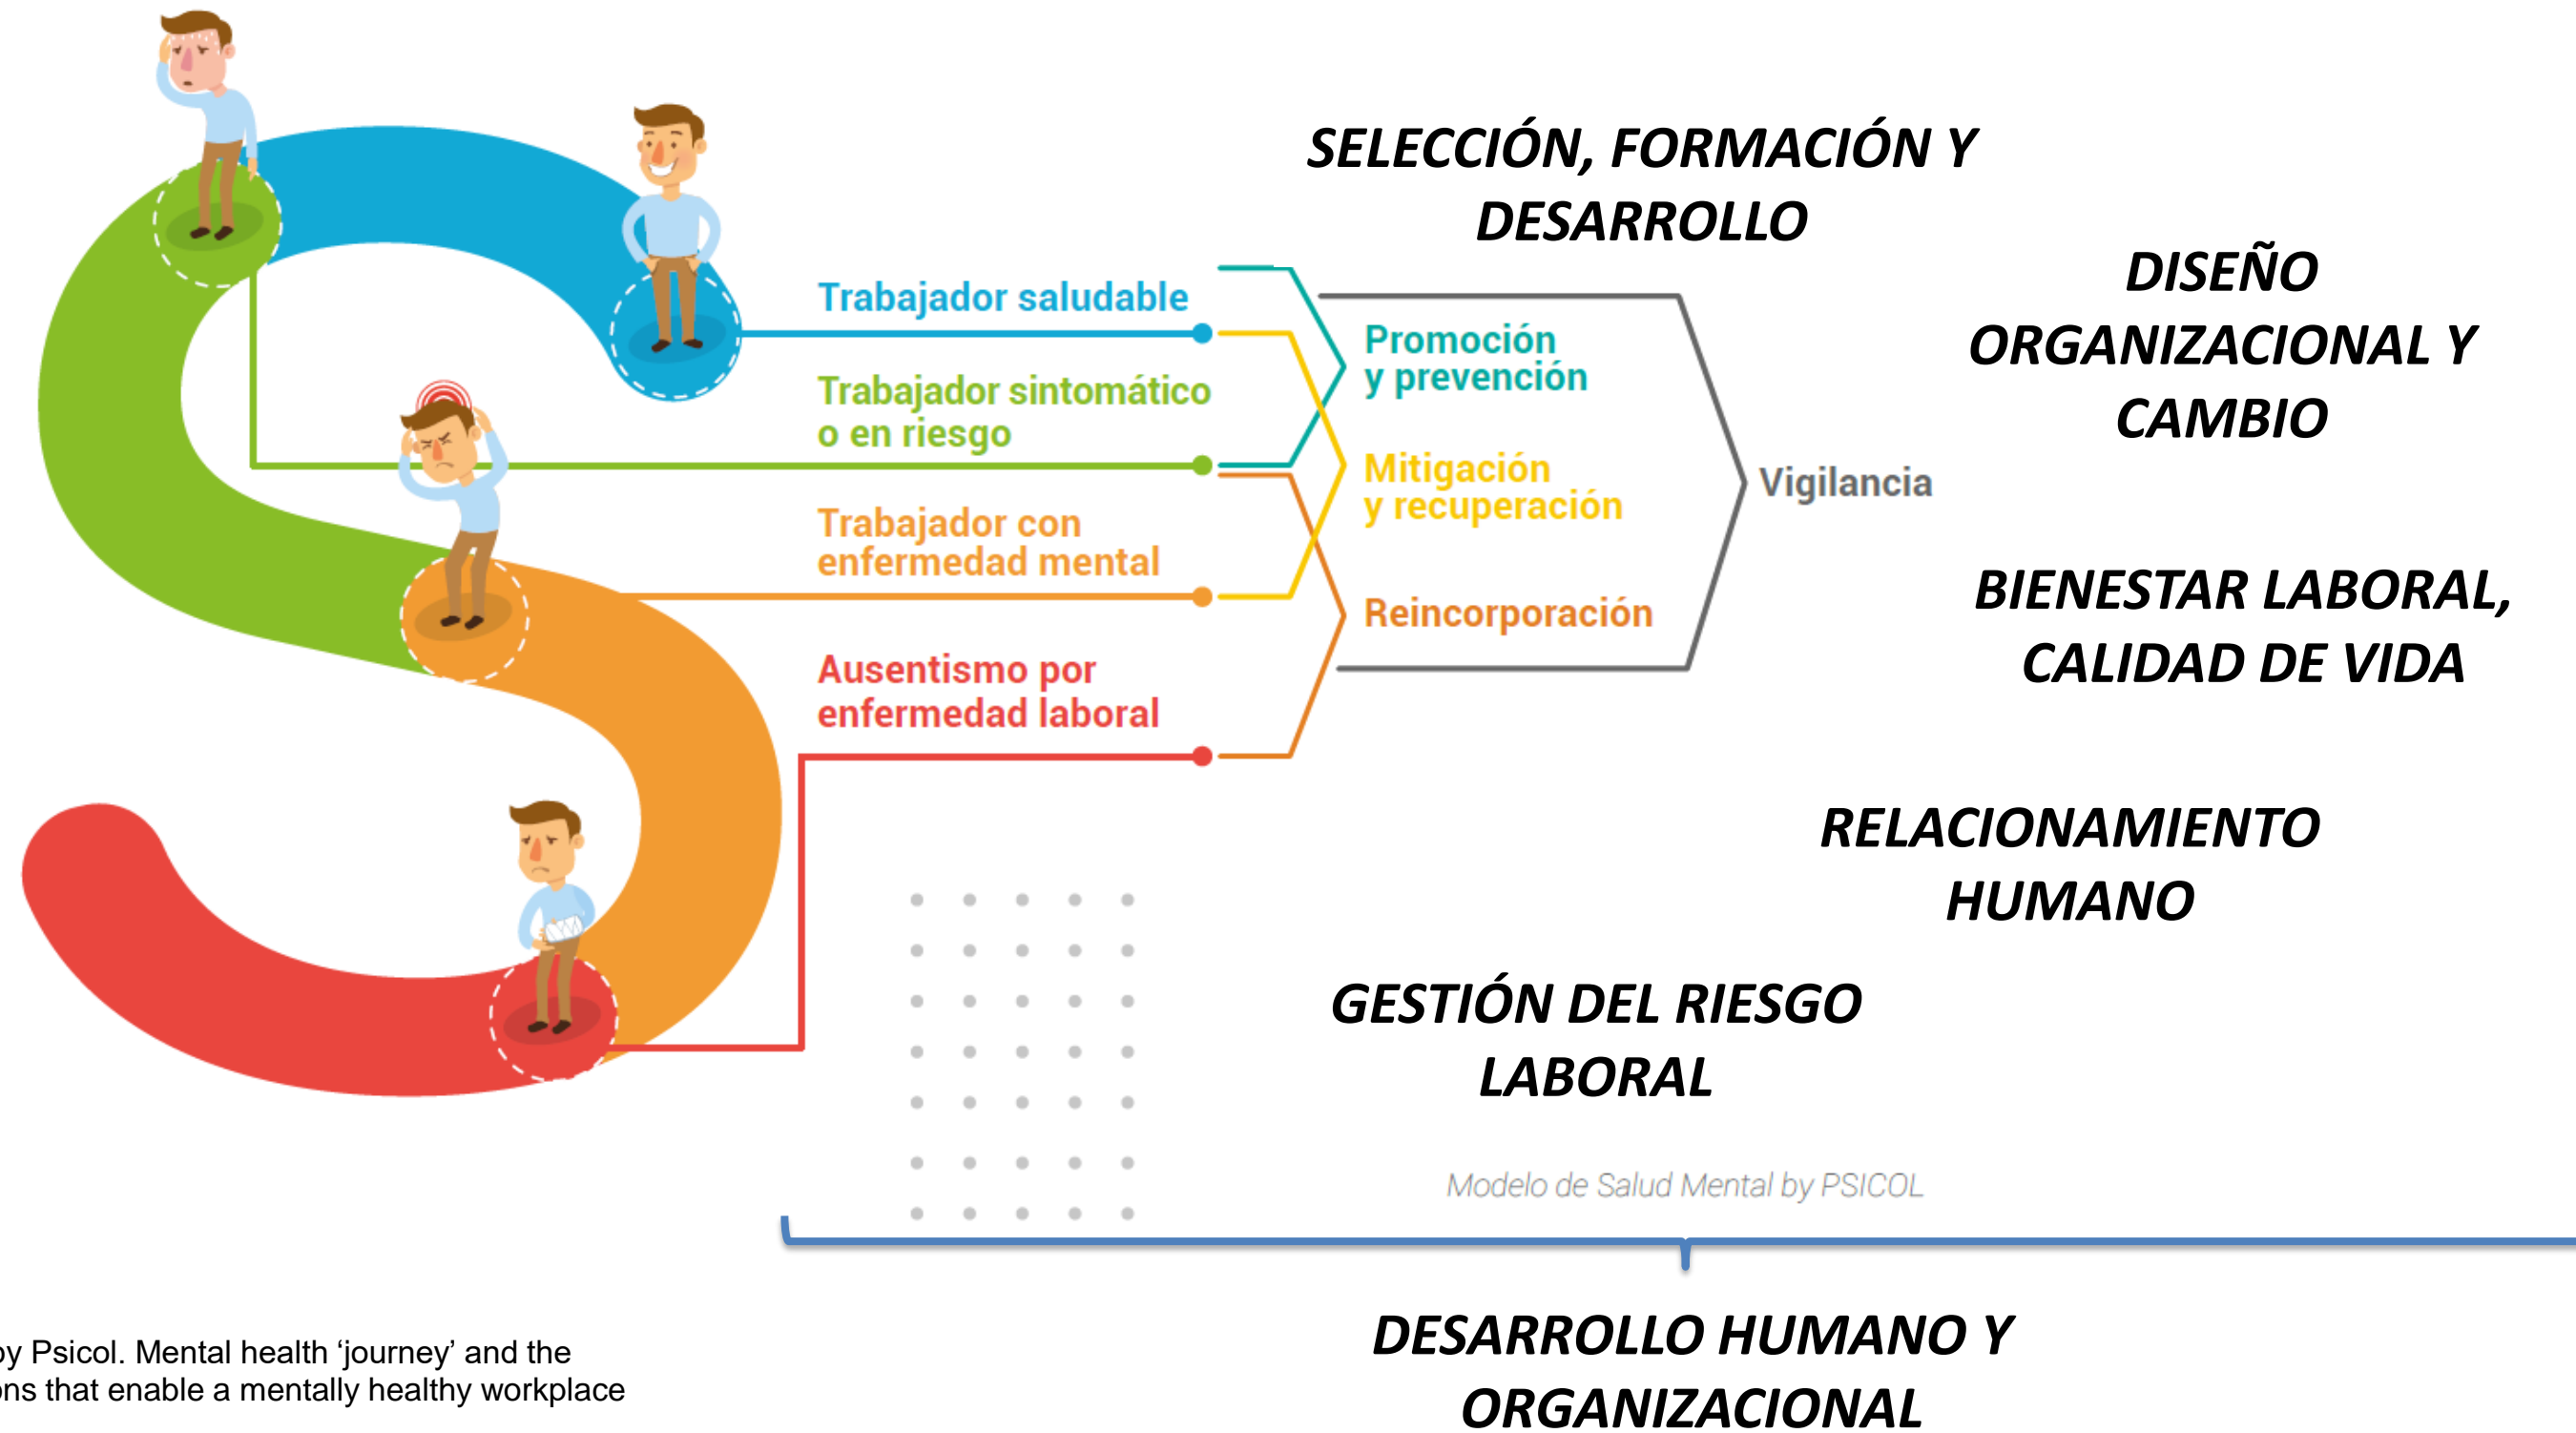 SELECCIÓN, FORMACIÓN Y
DESARROLLO
DISEÑO
ORGANIZACIONAL Y
CAMBIO
Trabajador saludable
Trabajador sintomático
o en riesgo
Trabajador con
enfermedad mental
Ausentismo por
enfermedad laboral
Promoción
y prevención
Mitigación
y recuperación
Reincorporación
Vigilancia
BIENESTAR LABORAL,
CALIDAD DE VIDA
RELACIONAMIENTO
HUMANO
GESTIÓN DEL RIESGO
LABORAL
Modelo de Salud Mental by PSICOL
DESARROLLO HUMANO Y
ORGANIZACIONAL
by Psicol. Mental health ‘journey’ and the
ons that enable a mentally healthy workplace